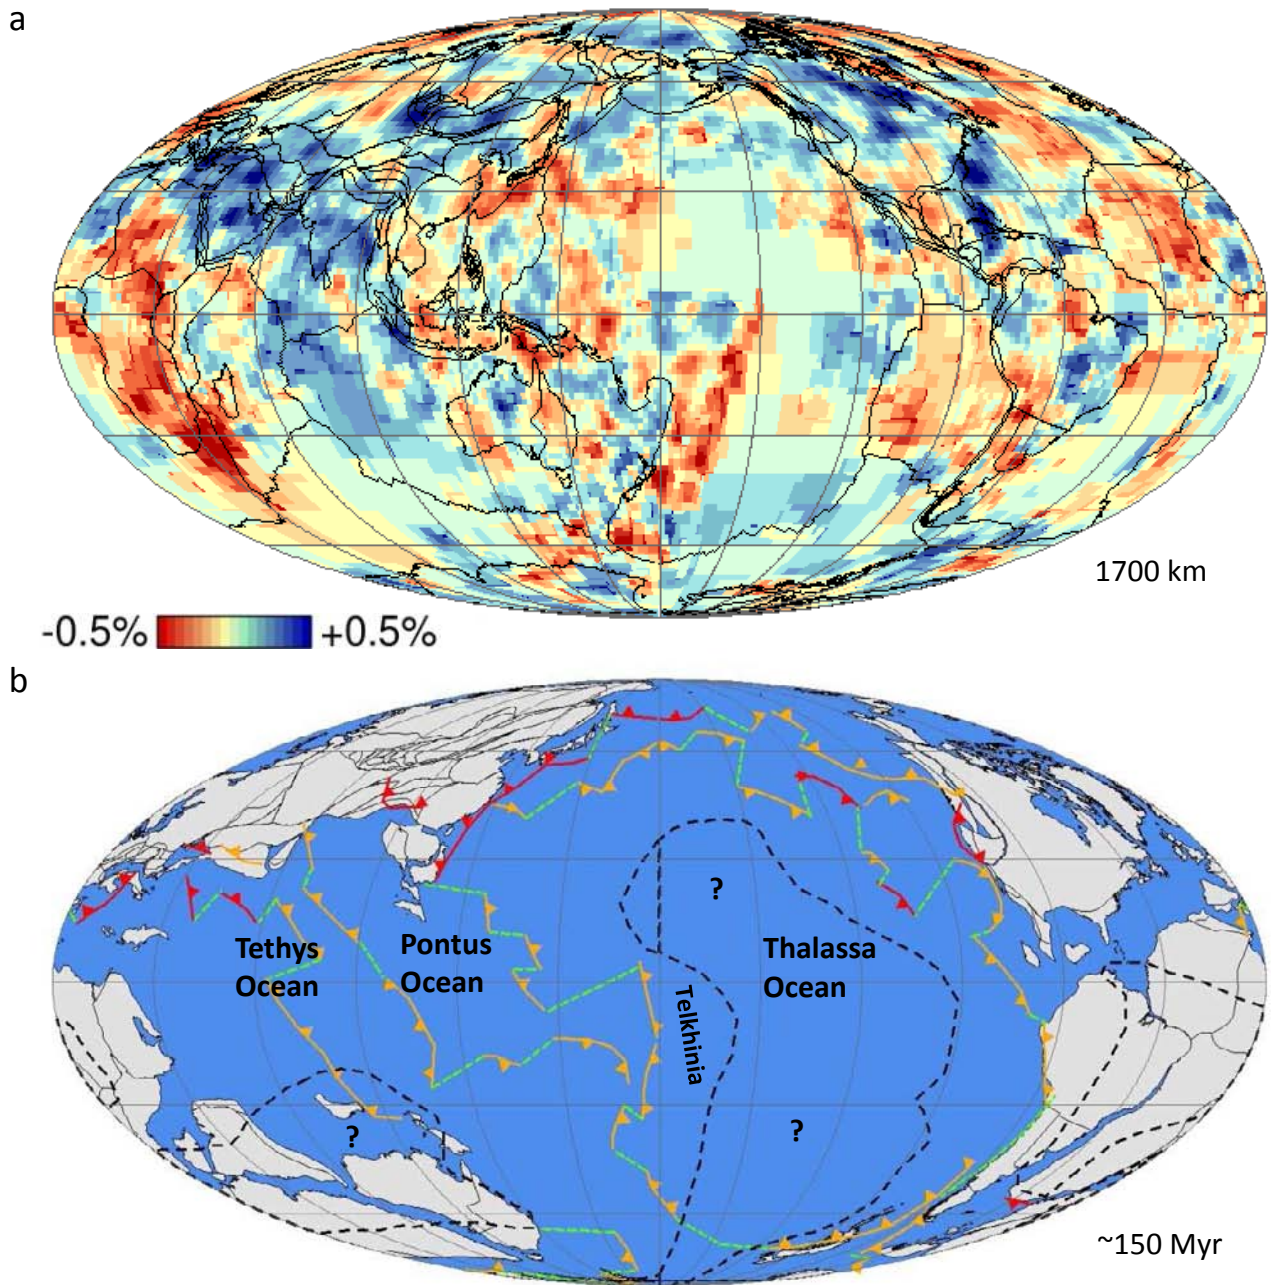 a
1700 km
-0.5% +0.5%
b
?
Tethys
Ocean
Pontus
Ocean
Thalassa
Ocean
Telkhinia
?
?
~150 Myr